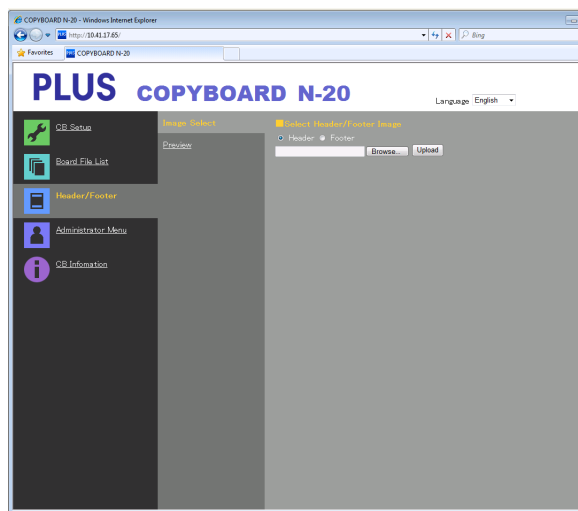 COPYBOARD N-20 - Windows Internet Explorer
http://10.41.17.65/
Bing
Favorites
COPYBOARD N-20
PLUS COPYBOARD N-20
Language English
CB Setup
Board File List
Header/Footer
Administrator Menu
CB Infomation
Image Select
Preview
Select Header/Footer Image
Header Footer
Browse... Upload